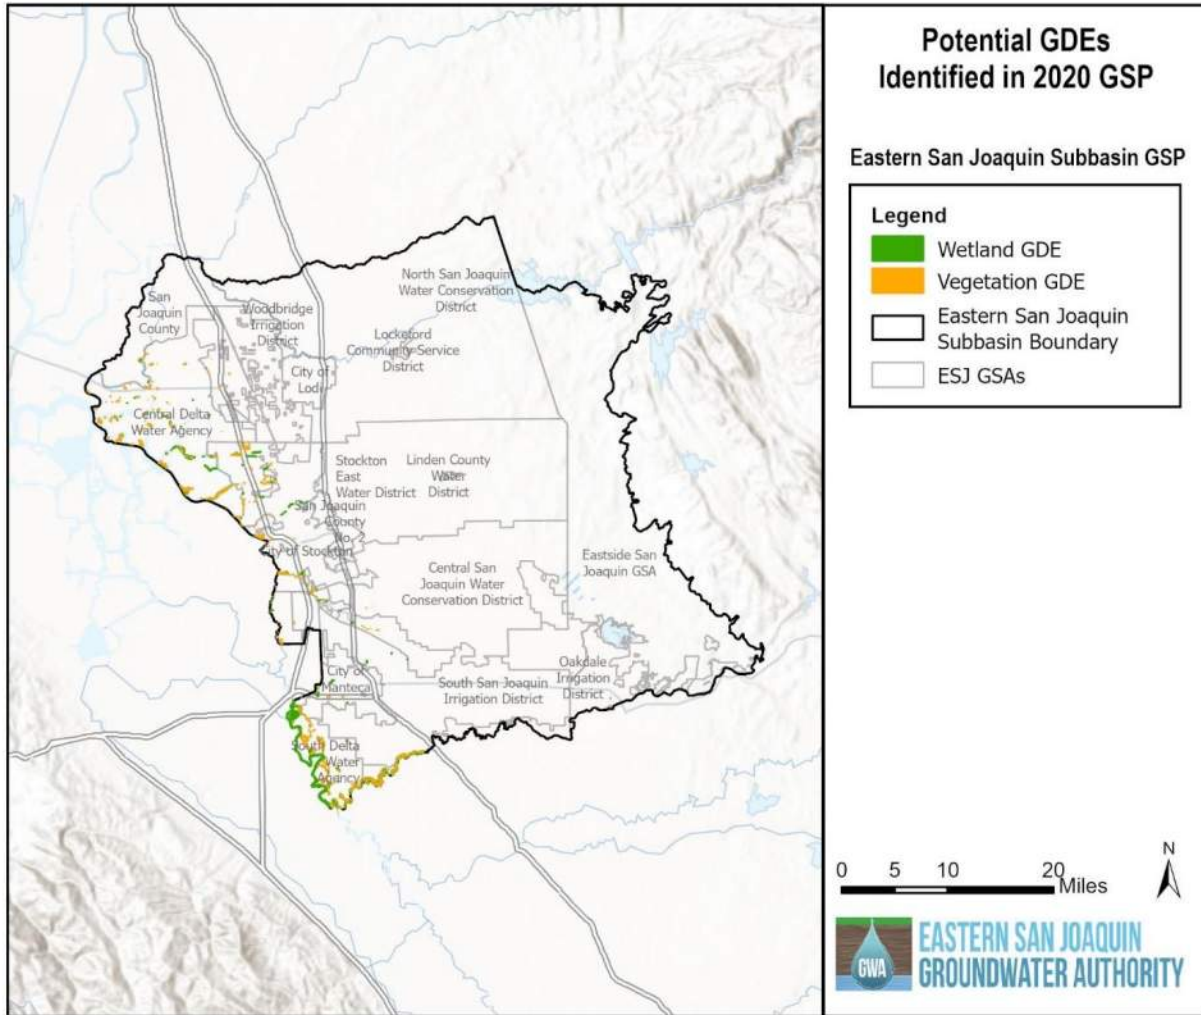 Potential GDEs
Identified in 2020 GSP
Eastern San Joaquin Subbasin GSP
Legend
Wetland GDE
Vegetation GDE
Eastern San Joaquin
Subbasin Boundary
ESJ GSAs
North San Joaquin
Water Conservation
District
San
Joaquin
County
Woodbridge
Irrigation
District
Lockeford
Community Service
District
City of
Lodi
Central Delta
Water Agency
Stockton
East
Water District
Linden County
Water
District
San Joaquin
County
No. 2
City of Stockton
Central San
Joaquin Water
Conservation District
Eastside San
Joaquin GSA
Oakdale
Irrigation
District
City of
Manteca
South San Joaquin
Irrigation District
South Delta
Water
Agency
N
0 5 10 20
Miles
GWA
EASTERN SAN JOAQUIN
GROUNDWATER AUTHORITY